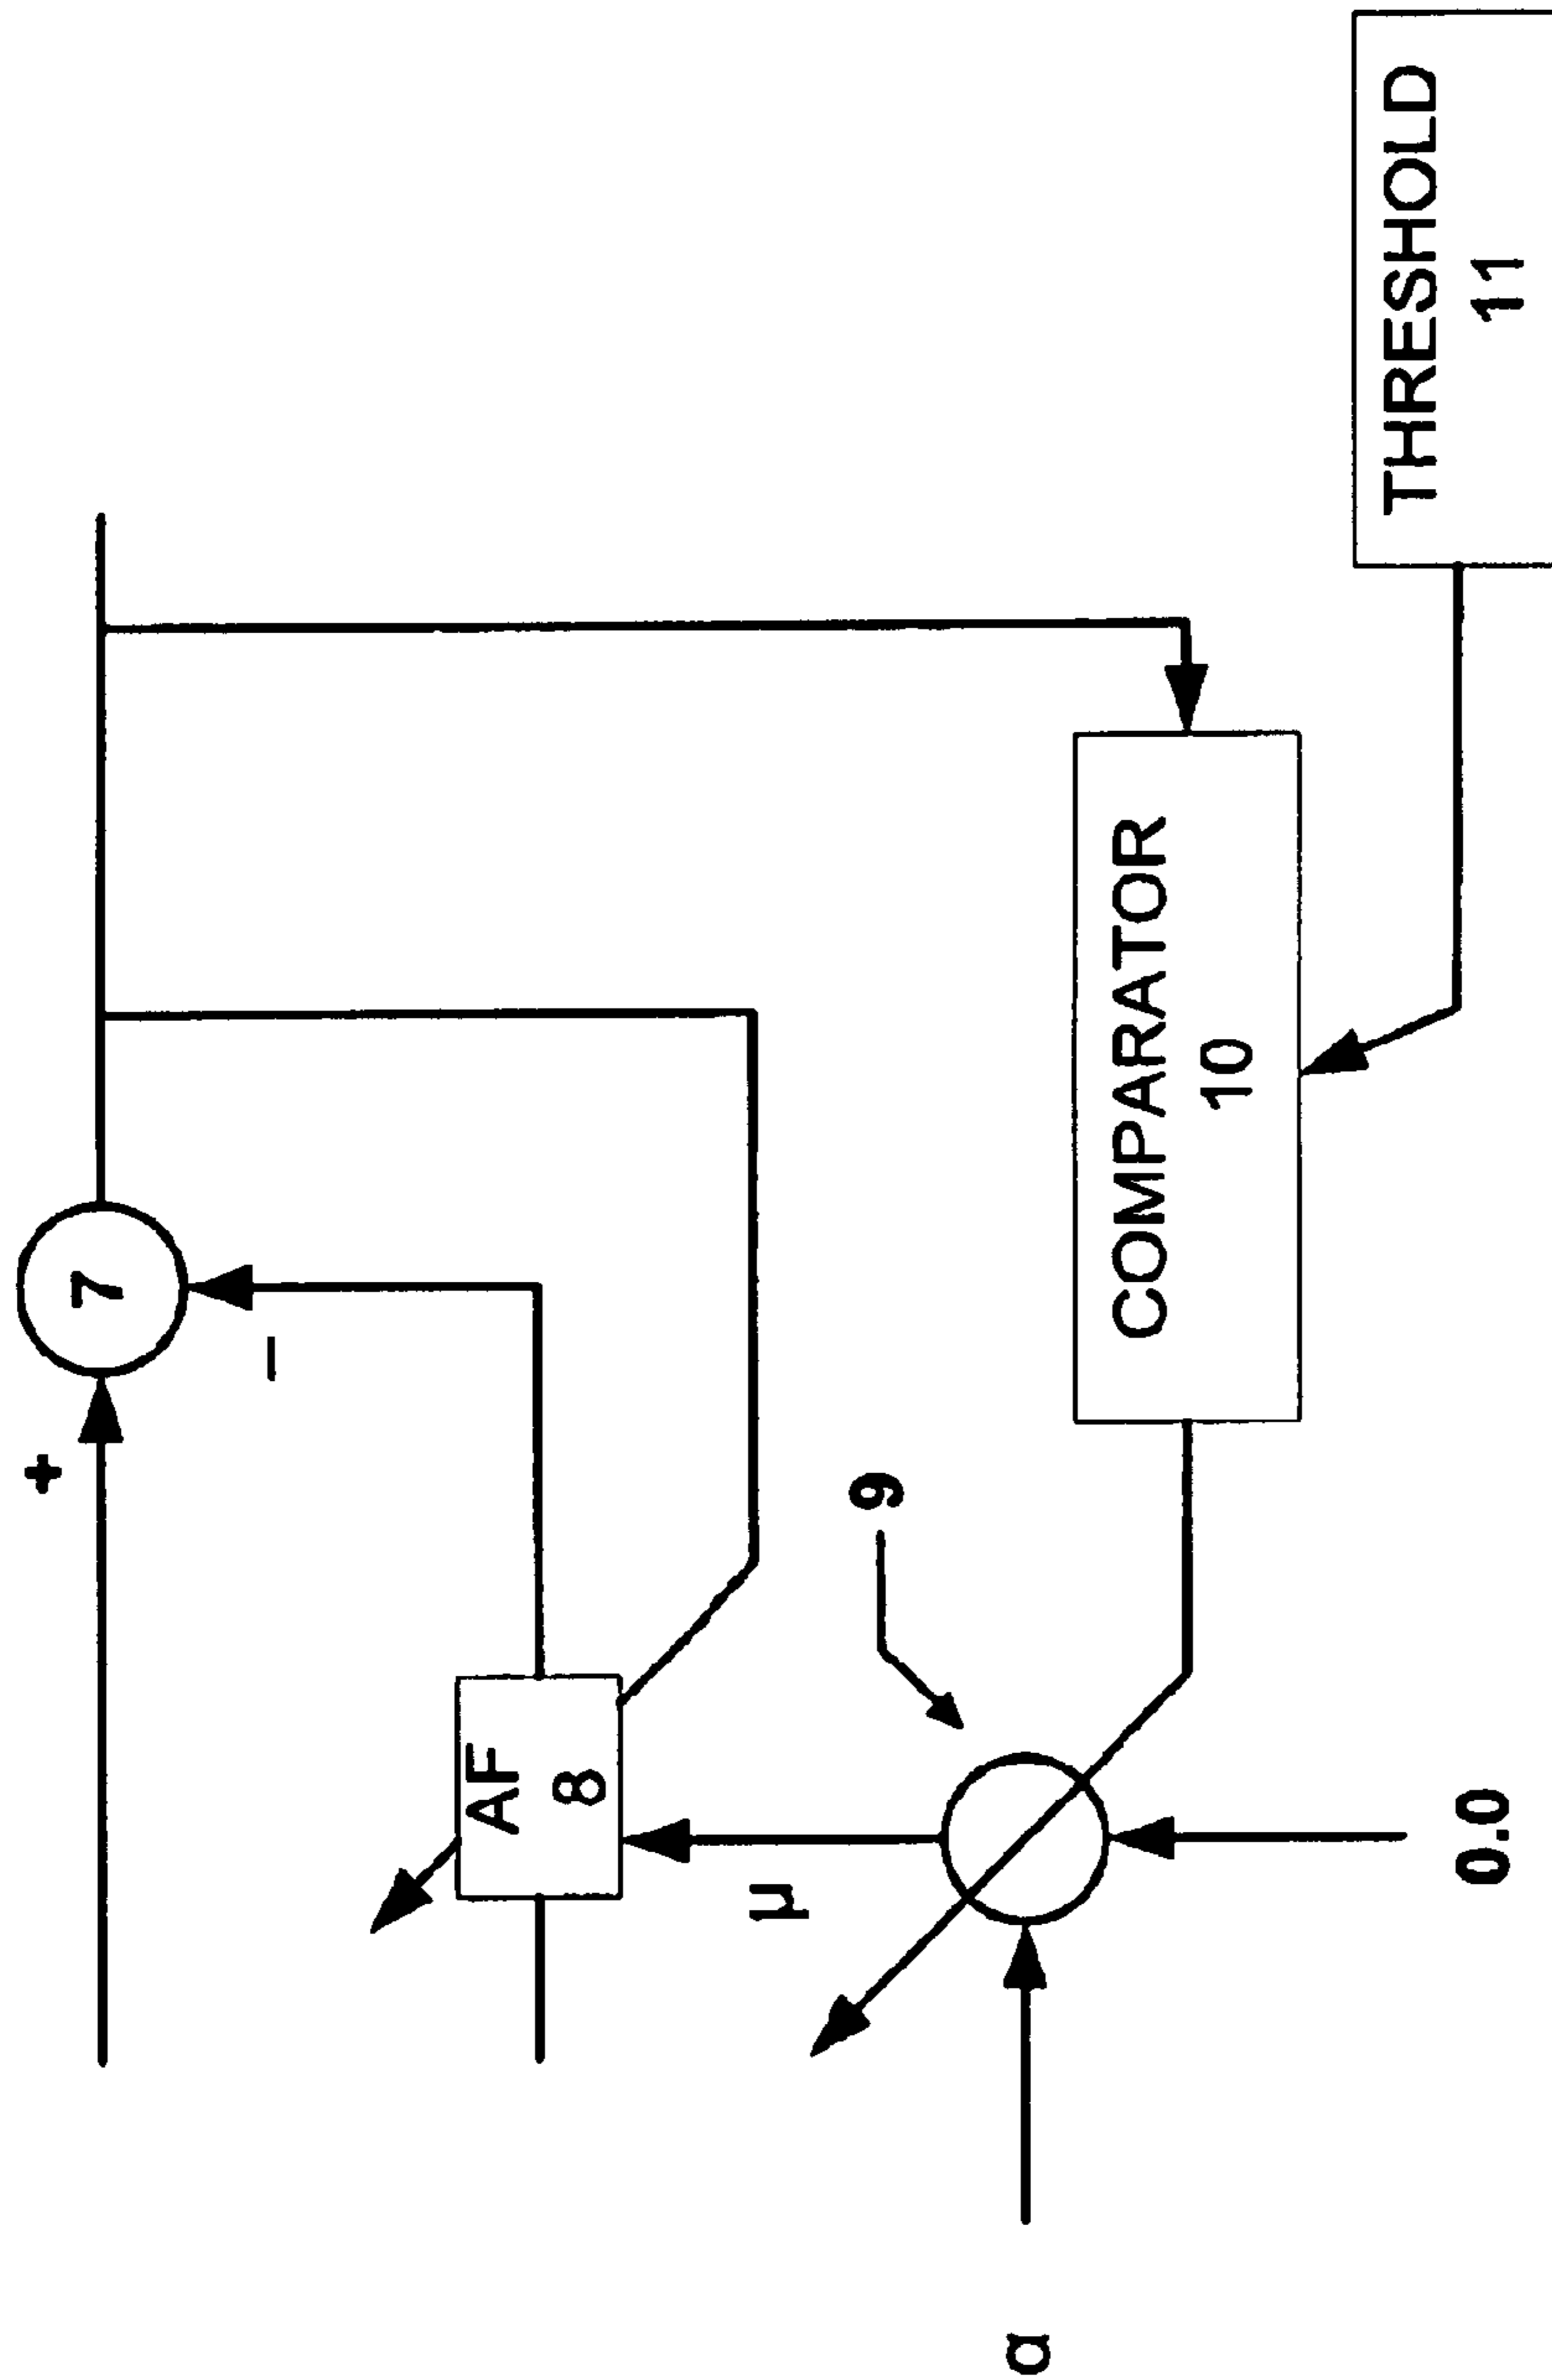 +
7
–
AF
8
μ
9
α
0.0
COMPARATOR
10
THRESHOLD
11